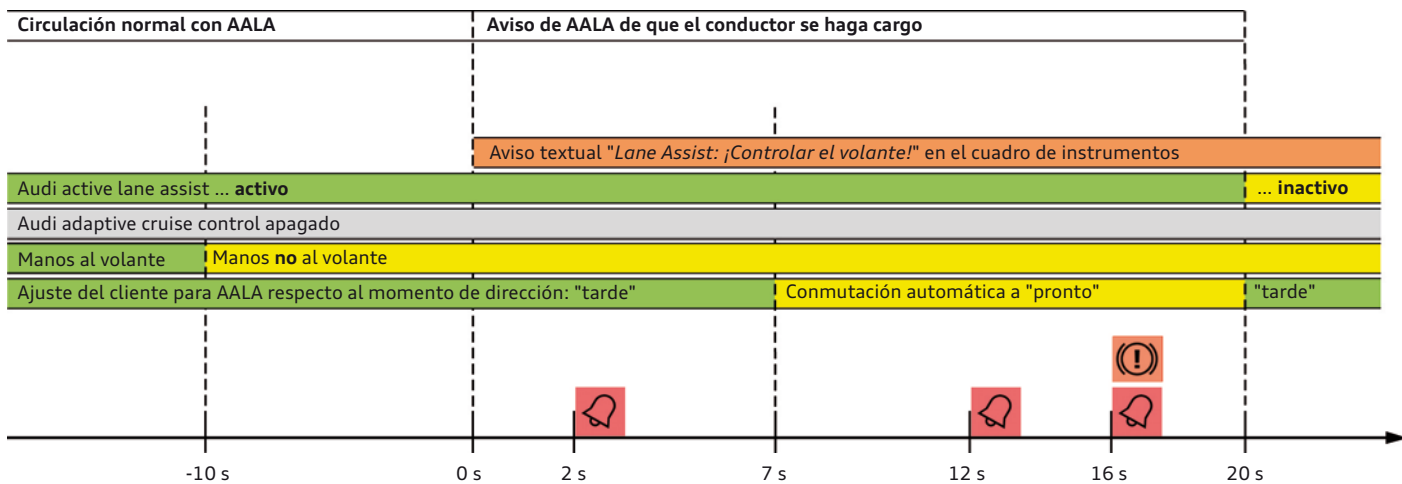 Circulación normal con AALA
Aviso de AALA de que el conductor se haga cargo
Aviso textual "Lane Assist: ¡Controlar el volante!" en el cuadro de instrumentos
Audi active lane assist ... activo
... inactivo
Audi adaptive cruise control apagado
Manos al volante
Manos no al volante
Ajuste del cliente para AALA respecto al momento de dirección: "tarde"
Conmutación automática a "pronto"
"tarde"
-10 s
0 s
2 s
7 s
12 s
16 s
20 s